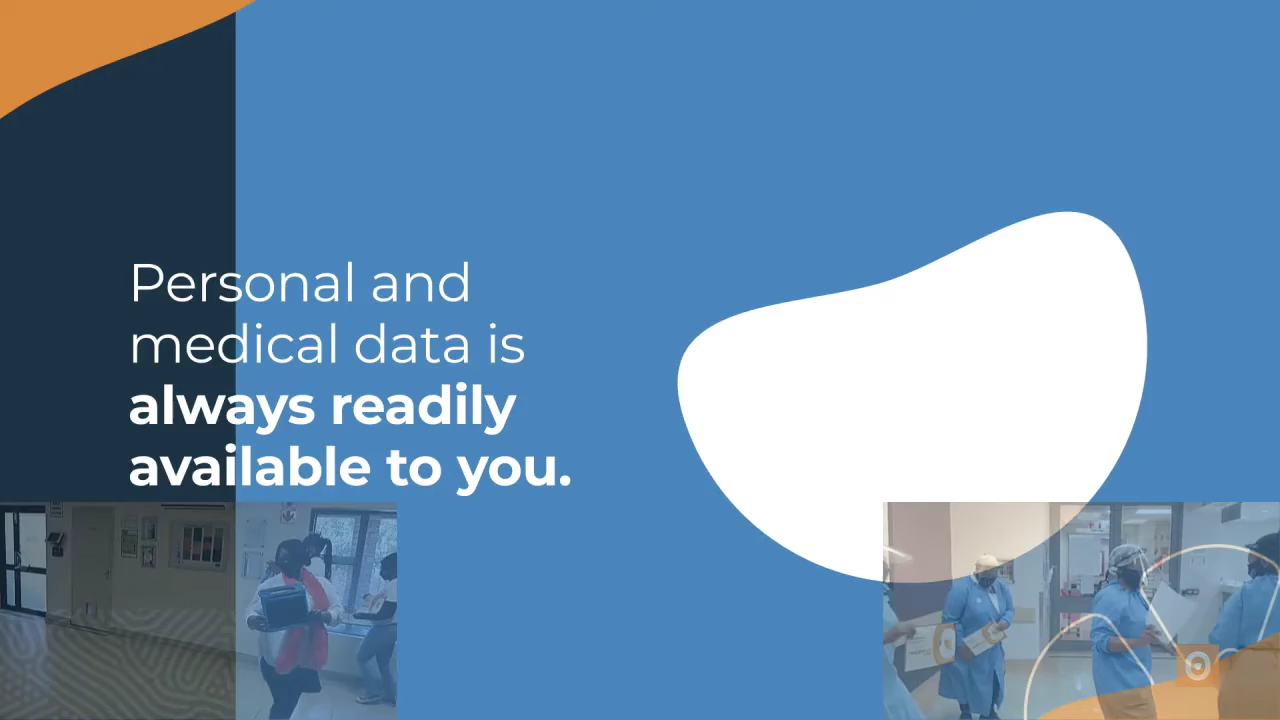 Personal and
medical data is
always readily
available to you.